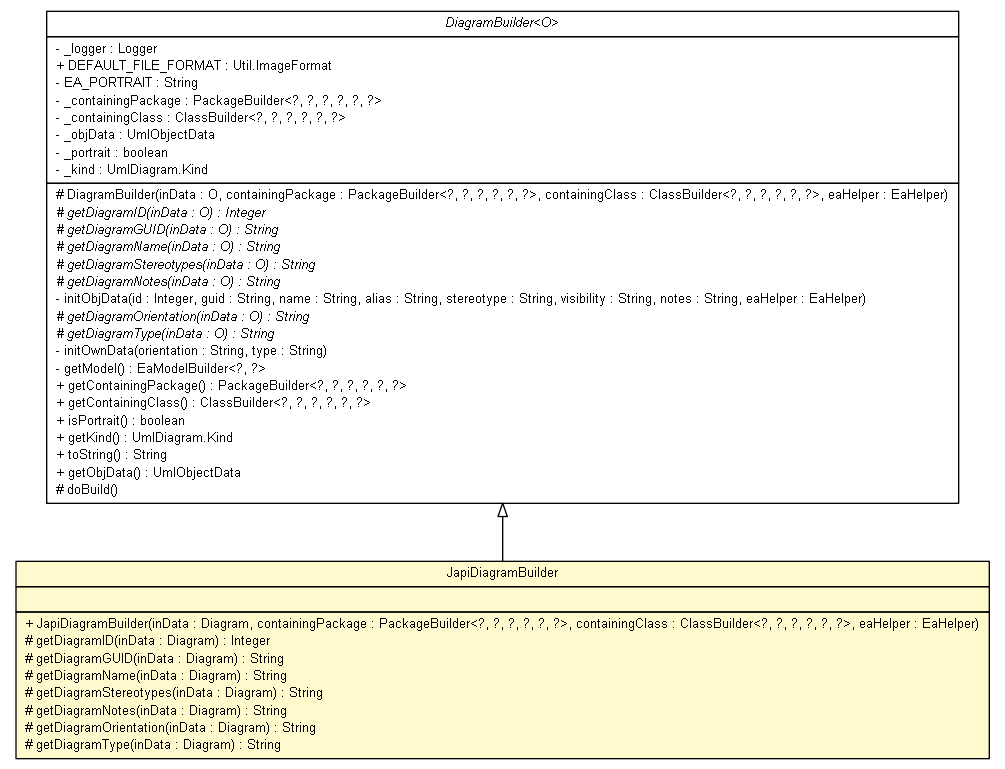 DiagramBuilder<O>
- _logger : Logger
+ DEFAULT_FILE_FORMAT : Util.ImageFormat
- EA_PORTRAIT : String
- _containingPackage : PackageBuilder<?, ?, ?, ?, ?, ?>
- _containingClass : ClassBuilder<?, ?, ?, ?, ?, ?>
- _objData : UmlObjectData
- _portrait : boolean
- _kind : UmlDiagram.Kind
# DiagramBuilder(inData : O, containingPackage : PackageBuilder<?, ?, ?, ?, ?, ?>, containingClass : ClassBuilder<?, ?, ?, ?, ?, ?>, eaHelper : EaHelper)
# getDiagramID(inData : O) : Integer
# getDiagramGUID(inData : O) : String
# getDiagramName(inData : O) : String
# getDiagramStereotypes(inData : O) : String
# getDiagramNotes(inData : O) : String
- initObjData(id : Integer, guid : String, name : String, alias : String, stereotype : String, visibility : String, notes : String, eaHelper : EaHelper)
# getDiagramOrientation(inData : O) : String
# getDiagramType(inData : O) : String
- initOwnData(orientation : String, type : String)
- getModel() : EaModelBuilder<?, ?>
+ getContainingPackage() : PackageBuilder<?, ?, ?, ?, ?, ?>
+ getContainingClass() : ClassBuilder<?, ?, ?, ?, ?, ?>
+ isPortrait() : boolean
+ getKind() : UmlDiagram.Kind
+ toString() : String
+ getObjData() : UmlObjectData
# doBuild()
JapiDiagramBuilder
+ JapiDiagramBuilder(inData : Diagram, containingPackage : PackageBuilder<?, ?, ?, ?, ?, ?>, containingClass : ClassBuilder<?, ?, ?, ?, ?, ?>, eaHelper : EaHelper)
# getDiagramID(inData : Diagram) : Integer
# getDiagramGUID(inData : Diagram) : String
# getDiagramName(inData : Diagram) : String
# getDiagramStereotypes(inData : Diagram) : String
# getDiagramNotes(inData : Diagram) : String
# getDiagramOrientation(inData : Diagram) : String
# getDiagramType(inData : Diagram) : String